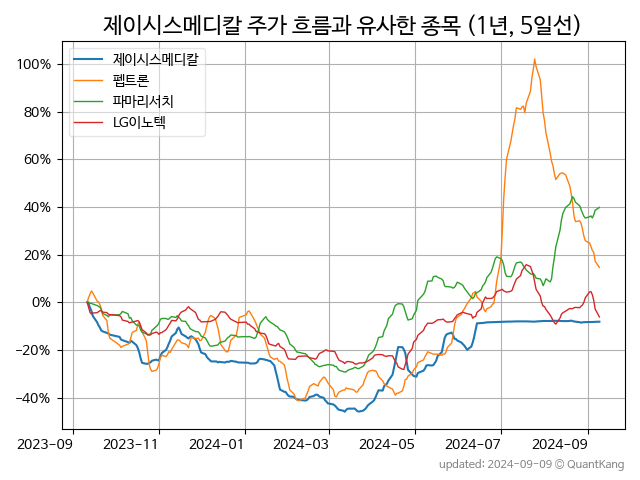 제이시스메디칼 주가 흐름과 유사한 종목 (1년, 5일선)
제이시스메디칼
펩트론
파마리서치
LG이노텍
100%
80%
60%
40%
20%
0%
−20%
−40%
2023-09 2023-11 2024-01 2024-03 2024-05 2024-07 2024-09
updated: 2024-09-09 © QuantKang